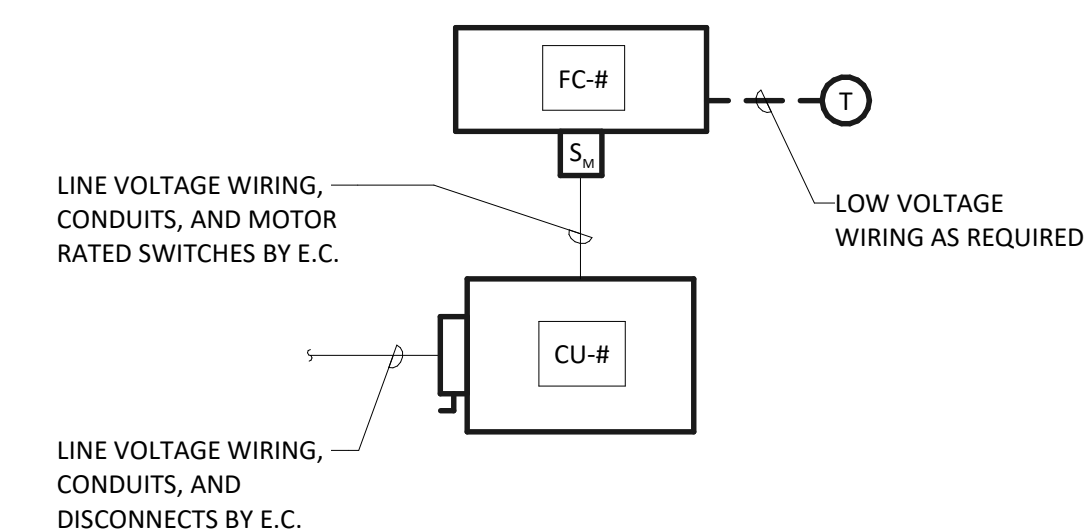 FC-#
T
SM
LINE VOLTAGE WIRING,
CONDUITS, AND MOTOR
RATED SWITCHES BY E.C.
LOW VOLTAGE
WIRING AS REQUIRED
CU-#
LINE VOLTAGE WIRING,
CONDUITS, AND
DISCONNECTS BY E.C.